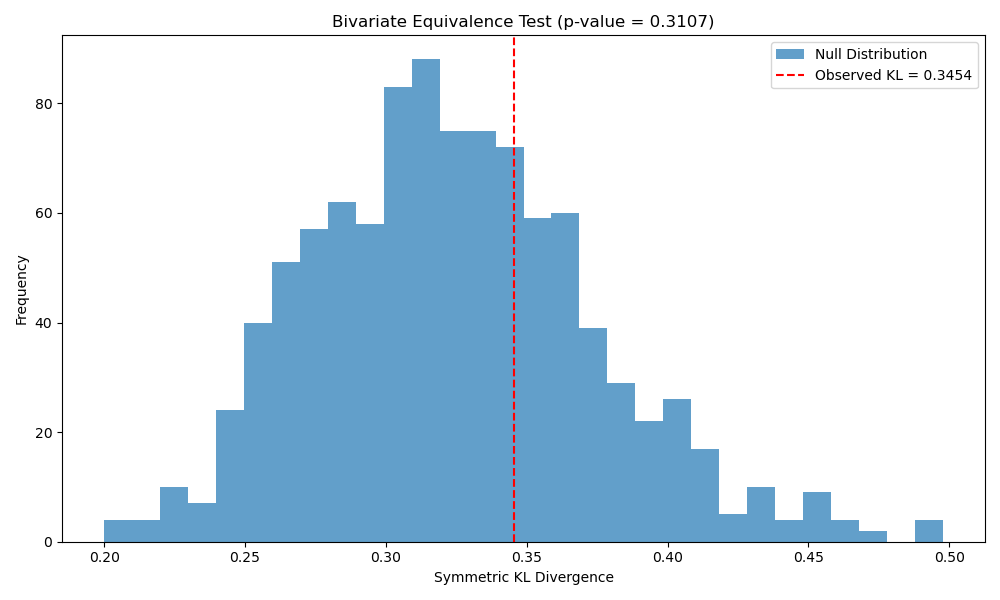 Bivariate Equivalence Test (p-value = 0.3107)
Null Distribution
Observed KL = 0.3454
Frequency
80
60
40
20
0
0.20 0.25 0.30 0.35 0.40 0.45 0.50
Symmetric KL Divergence